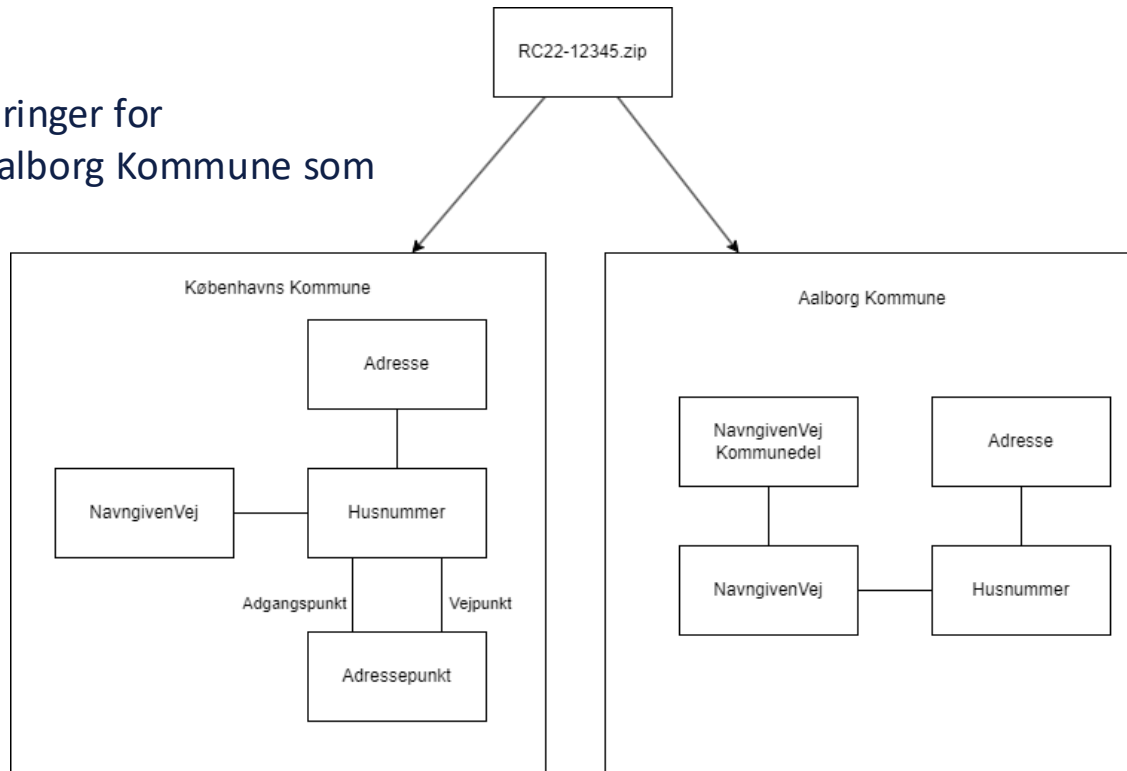 RC22-12345.zip
ringer for
alborg Kommune som
Københavns Kommune
Adresse
NavngivenVej
Husnummer
Adgangspunkt
Vejpunkt
Adressepunkt
Aalborg Kommune
NavngivenVej
Kommunedel
Adresse
NavngivenVej
Husnummer